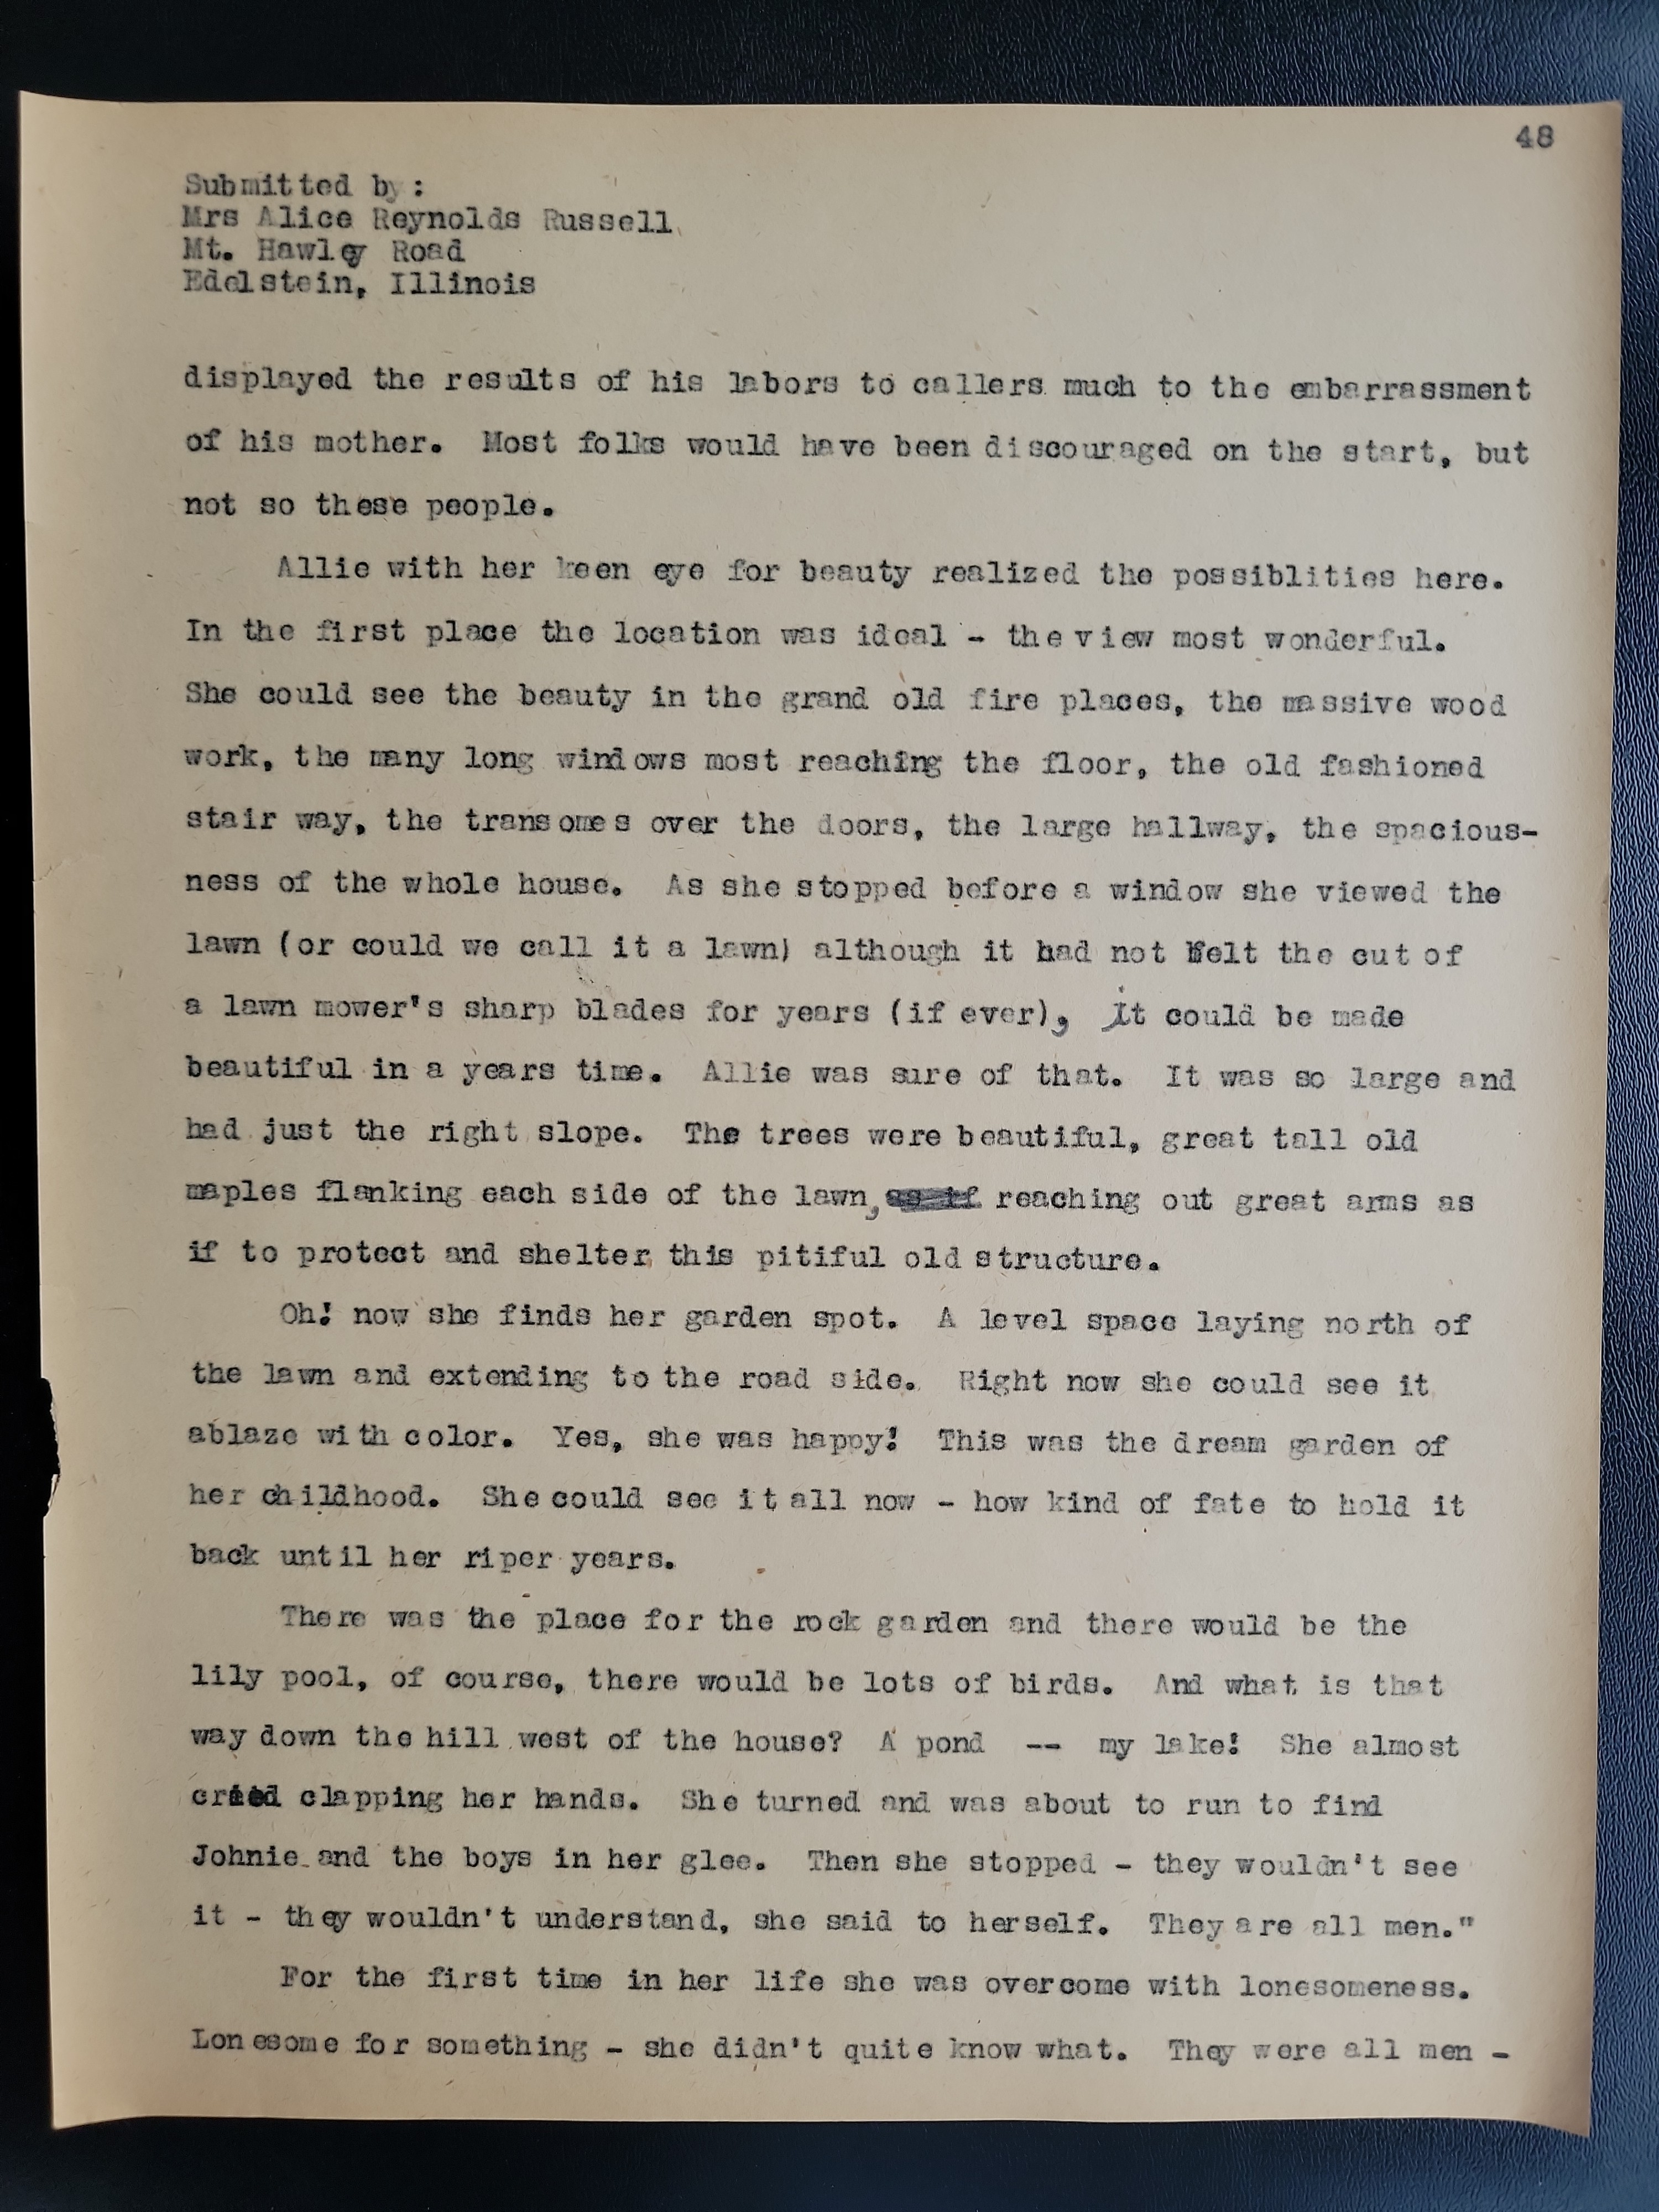 48
Submitted by:
Mrs Alice Reynolds Russell
Mt. Hawley Road
Edelstein, Illinois
displayed the results of his labors to callers much to the embarrassment
of his mother. Most folks would have been discouraged on the start, but
not so these people.
Allie with her keen eye for beauty realized the possiblities here.
In the first place the location was ideal - the view most wonderful.
She could see the beauty in the grand old fire places, the massive wood
work, the many long windows most reaching the floor, the old fashioned
stair way, the transomes over the doors, the large hallway, the spacious-
ness of the whole house. As she stopped before a window she viewed the
lawn (or could we call it a lawn) although it had not felt the cut of
a lawn mower's sharp blades for years (if ever), it could be made
beautiful in a years time. Allie was sure of that. It was so large and
had just the right slope. The trees were beautiful, great tall old
maples flanking each side of the lawn, reaching out great arms as
if to protect and shelter this pitiful old structure.
Oh! now she finds her garden spot. A level space laying north of
the lawn and extending to the road side. Right now she could see it
ablaze with color. Yes, she was happy! This was the dream garden of
her childhood. She could see it all now - how kind of fate to hold it
back until her riper years.
There was the place for the rock garden and there would be the
lily pool, of course, there would be lots of birds. And what is that
way down the hill west of the house? A pond -- my lake! She almost
cried clapping her hands. She turned and was about to run to find
Johnie and the boys in her glee. Then she stopped - they wouldn't see
it - they wouldn't understand, she said to herself. They are all men."
For the first time in her life she was overcome with lonesomeness.
Lonesome for something - she didn't quite know what. They were all men -